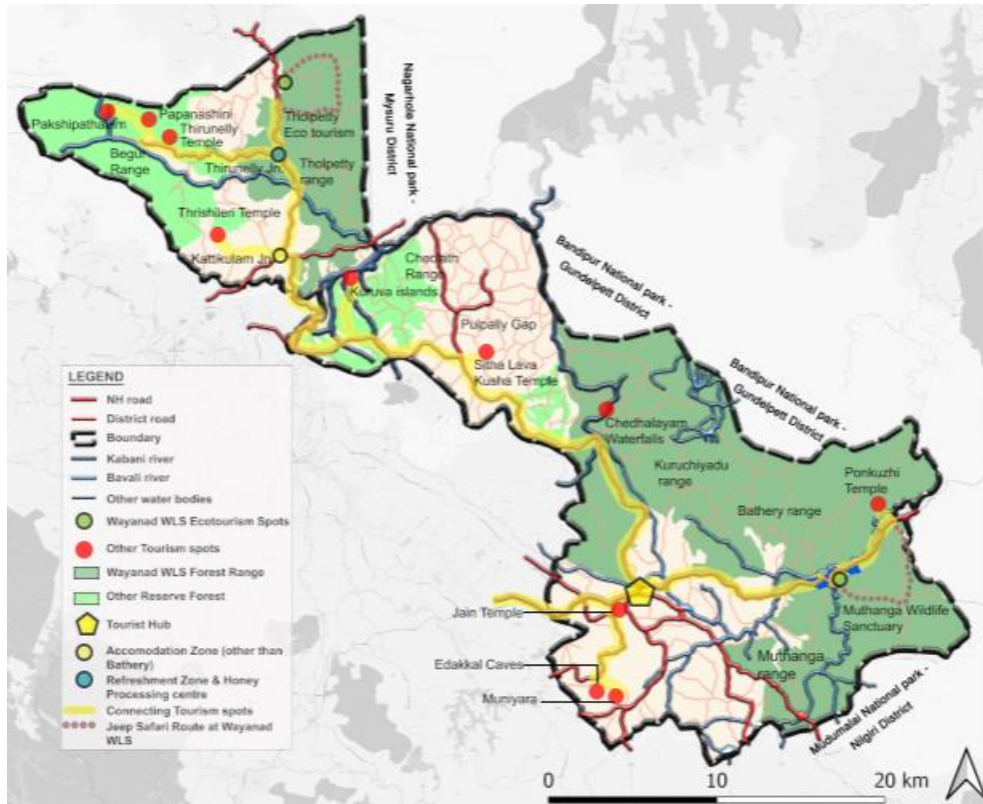 Nagarhole National park -
Mysuru District
Pakshipathalam
Papanashini
Thirunelly
Temple
Tholpetty
Eco tourism
Begur
Range
Thirunelly Jn.
Tholpetty
range
Thrishileri Temple
Kattikulam Jn.
Chedlath
Range
Kuruva islands
Bandipur National park -
Gundelpett District
Pulpally Gap
Sitha Lava
Kusha Temple
Bandipur National park -
Gundelpett District
Chedhalayam
Waterfalls
Kuruchiyadu
range
Ponkuzhi
Temple
Bathery range
Jain Temple
Muthanga Wildlife
Sanctuary
Edakkal Caves
Muthanga
range
Muniyara
Mudumalai National park -
Nilgiri District
LEGEND
NH road
District road
Boundary
Kabani river
Bavali river
Other water bodies
Wayanad WLS Ecotourism Spots
Other Tourism spots
Wayanad WLS Forest Range
Other Reserve Forest
Tourist Hub
Accomodation Zone (other than
Bathery)
Refreshment Zone & Honey
Processing centre
Connecting Tourism spots
Jeep Safari Route at Wayanad
WLS
0 10 20 km